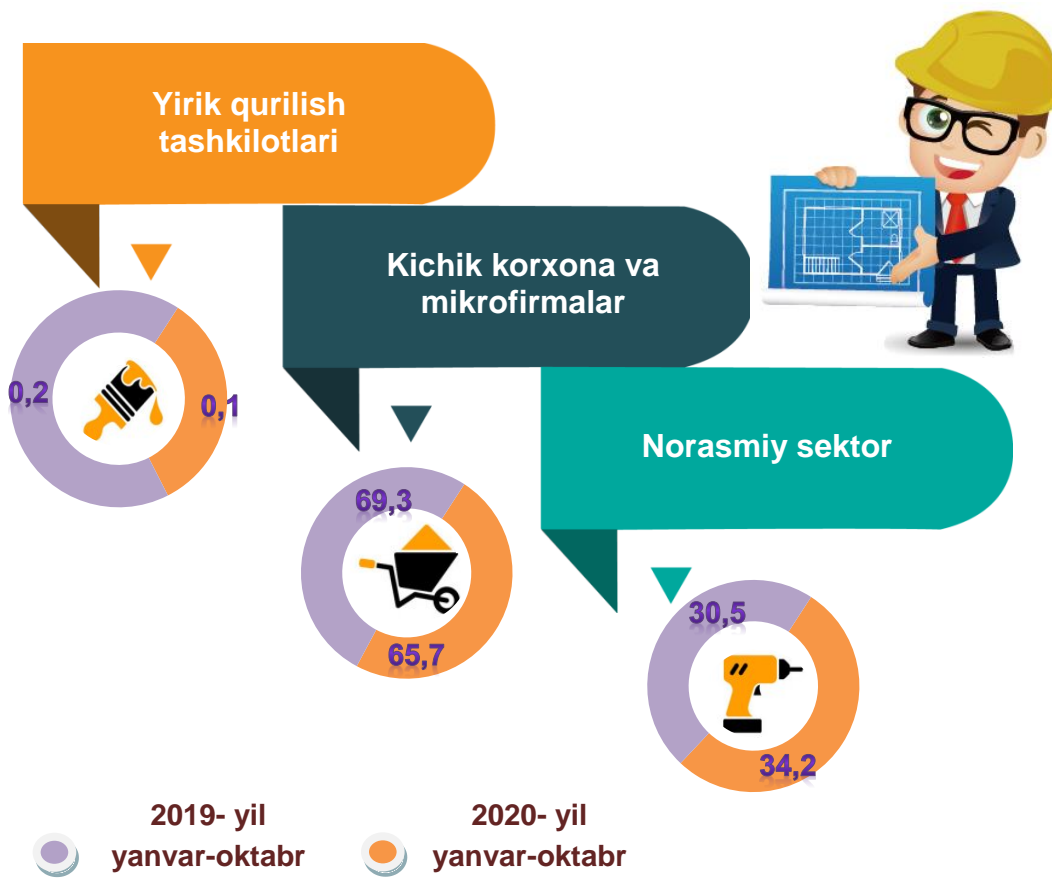 Yirik qurilish
tashkilotlari
Kichik korxona va
mikrofirmalar
0,2
0,1
Norasmiy sektor
69,3
65,7
30,5
34,2
2019- yil
yanvar-oktabr
2020- yil
yanvar-oktabr